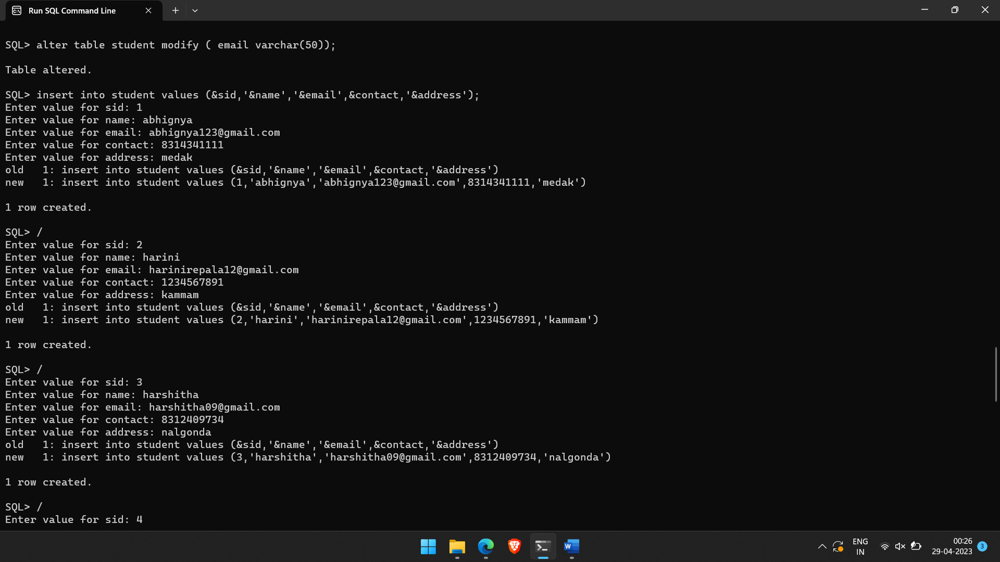 Run SQL Command Line
SQL> alter table student modify ( email varchar(50));
Table altered.
SQL> insert into student values (&sid,'&name','&email',&contact,'&address');
Enter value for sid: 1
Enter value for name: abhignya
Enter value for email: abhignya123@gmail.com
Enter value for contact: 8314341111
Enter value for address: medak
old   1: insert into student values (&sid,'&name','&email',&contact,'&address')
new   1: insert into student values (1,'abhignya','abhignya123@gmail.com',8314341111,'medak')
1 row created.
SQL> /
Enter value for sid: 2
Enter value for name: harini
Enter value for email: harinirepala12@gmail.com
Enter value for contact: 1234567891
Enter value for address: kammam
old   1: insert into student values (&sid,'&name','&email',&contact,'&address')
new   1: insert into student values (2,'harini','harinirepala12@gmail.com',1234567891,'kammam')
1 row created.
SQL> /
Enter value for sid: 3
Enter value for name: harshitha
Enter value for email: harshitha09@gmail.com
Enter value for contact: 8312409734
Enter value for address: nalgonda
old   1: insert into student values (&sid,'&name','&email',&contact,'&address')
new   1: insert into student values (3,'harshitha','harshitha09@gmail.com',8312409734,'nalgonda')
1 row created.
SQL> /
Enter value for sid: 4
W
ENG
IN
00:26
29-04-2023
3